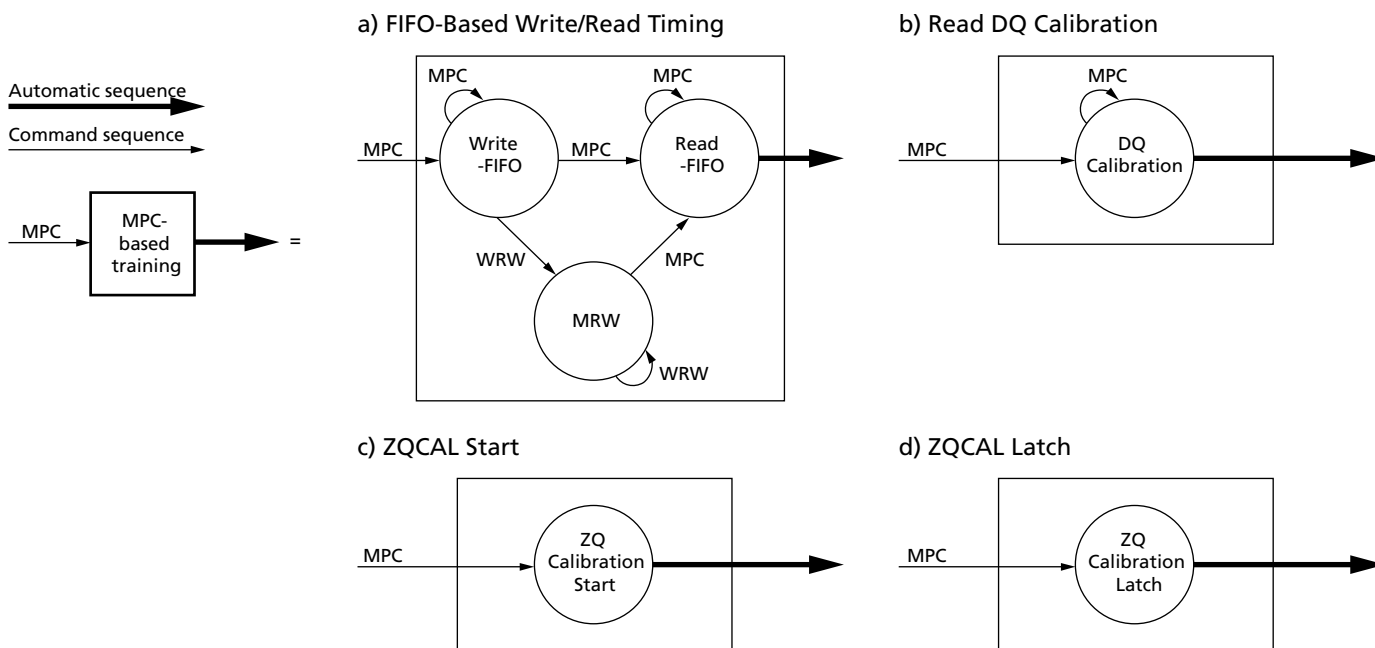 Automatic sequence
Command sequence
MPC
MPC-
based
training
=
a) FIFO-Based Write/Read Timing
MPC
MPC
MPC
Write
-FIFO
MPC
Read
-FIFO
WRW
MPC
MRW
WRW
b) Read DQ Calibration
MPC
MPC
DQ
Calibration
c) ZQCAL Start
MPC
ZQ
Calibration
Start
d) ZQCAL Latch
MPC
ZQ
Calibration
Latch